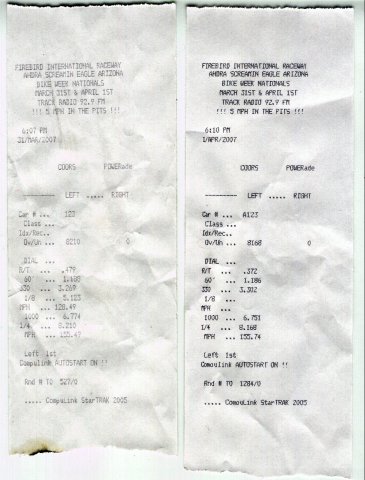 FIREBIRD INTERNATIONAL RACEWAY
AHDRA SCREAMIN EAGLE ARIZONA
BIKE WEEK NATIONALS
MARCH 31ST & APRIL 1ST
TRACK RADIO 92.9 FM
!!! 5 MPH IN THE PITS !!!
6:07 PM
31/MAR/2007
COORS POWERade
--------- LEFT ..... RIGHT
Car # ... 123
Class ...
Idx/Rec..
Ov/Un ... 8210 0
DIAL ...
R/T ... .479
60' ... 1.188
330 ... 3.269
1/8 ... 5.123
MPH ... 128.49
1000 ... 6.774
1/4 ... 8.210
MPH ... 155.49
Left 1st
CompuLink AUTOSTART ON !!
Rnd # TO 527/0
..... CompuLink StarTRAK 2005
FIREBIRD INTERNATIONAL RACEWAY
AHDRA SCREAMIN EAGLE ARIZONA
BIKE WEEK NATIONALS
MARCH 31ST & APRIL 1ST
TRACK RADIO 92.9 FM
!!! 5 MPH IN THE PITS !!!
6:10 PM
1/APR/2007
COORS POWERade
--------- LEFT ..... RIGHT
Car # ... A123
Class ...
Idx/Rec..
Ov/Un ... 8168 0
DIAL ...
R/T ... .372
60' ... 1.186
330 ... 3.302
1/8 ...
MPH ...
1000 ... 6.751
1/4 ... 8.168
MPH ... 155.74
Left 1st
CompuLink AUTOSTART ON !!
Rnd # TO 1284/0
..... CompuLink StarTRAK 2005